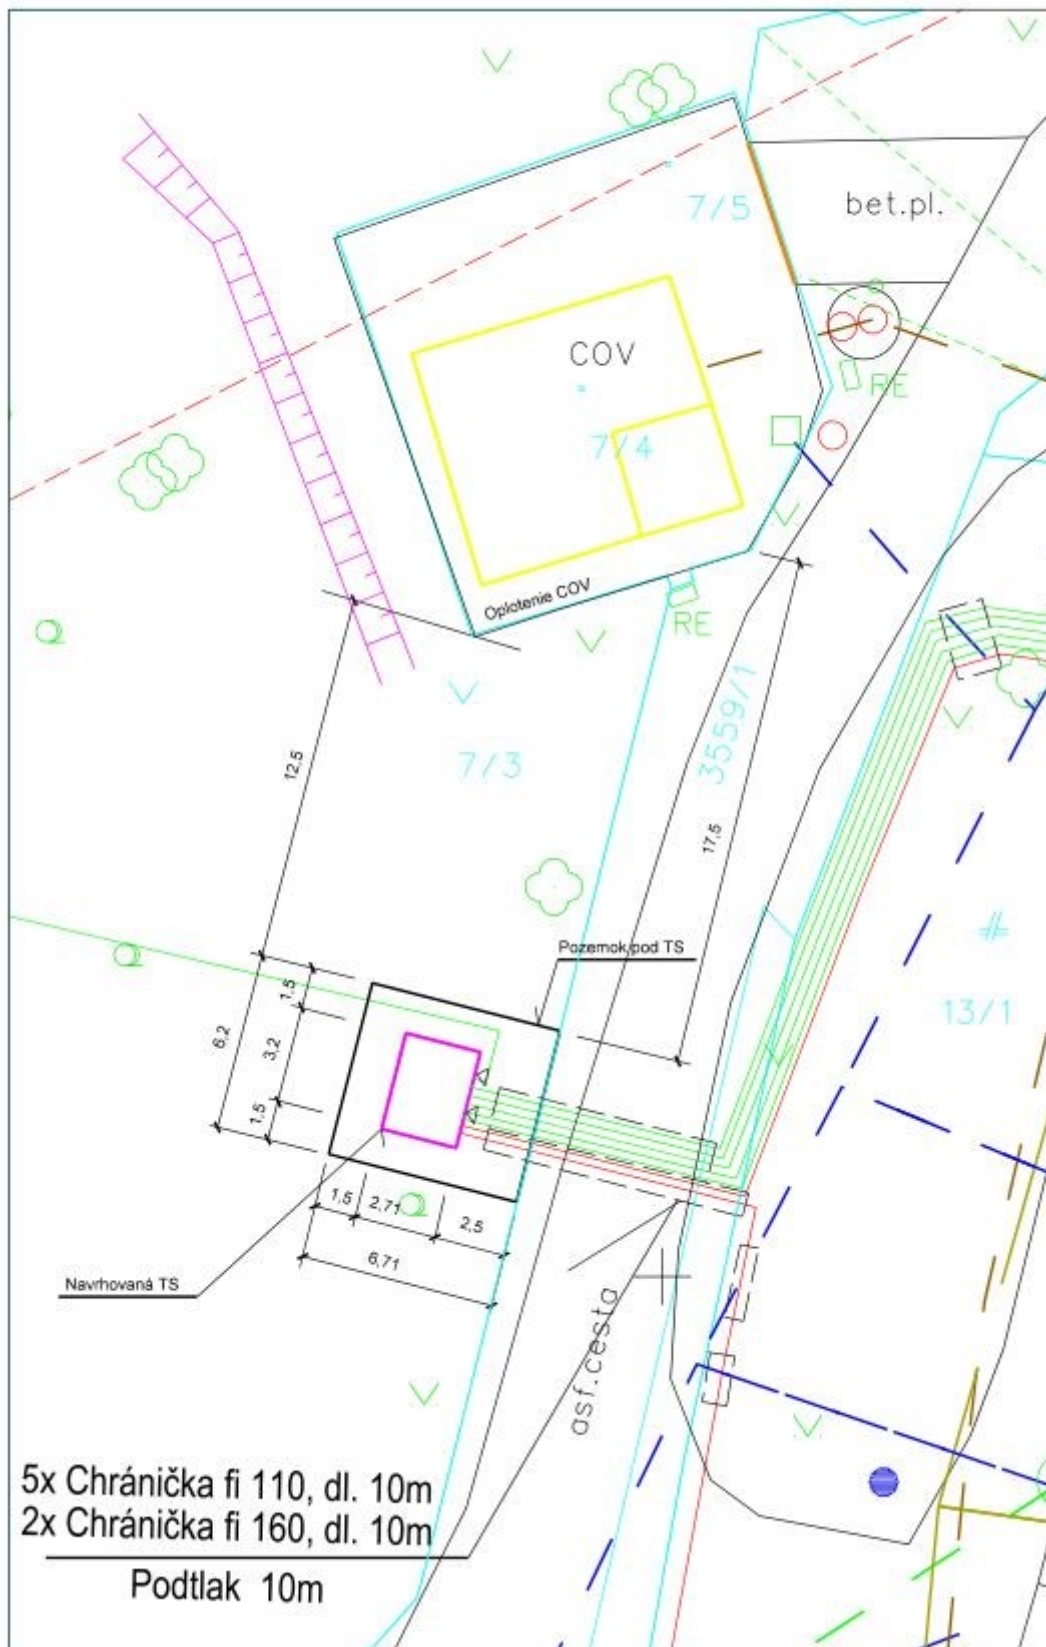 7/5
bet.pl.
COV
RE
7/4
Oplotenie COV
RE
3559/1
7/3
12,5
17,5
Pozemok pod TS
13/1
1,5
6,2
3,2
1,5
1,5
2,71
2,5
6,71
Navrhovaná TS
asf.cesta
5x Chránička fi 110, dl. 10m
2x Chránička fi 160, dl. 10m
Podtlak 10m